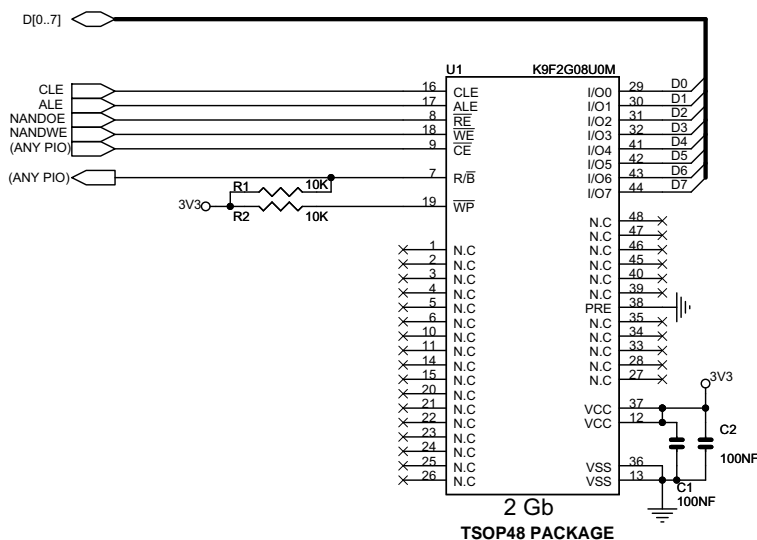 D[0..7]
U1 K9F2G08U0M
CLE 16 CLE I/O0 29 D0
ALE 17 ALE I/O1 30 D1
NANDOE 8 RE I/O2 31 D2
NANDWE 18 WE I/O3 32 D3
(ANY PIO) 9 CE I/O4 41 D4
I/O5 42 D5
(ANY PIO) 7 R/B I/O6 43 D6
R1 10K I/O7 44 D7
3V3 R2 10K 19 WP
N.C 48
N.C 47
1 N.C N.C 46
2 N.C N.C 45
3 N.C N.C 40
4 N.C N.C 39
5 N.C PRE 38
6 N.C N.C 35
10 N.C N.C 34
11 N.C N.C 33
14 N.C N.C 28
15 N.C N.C 27
20 N.C 3V3
21 N.C VCC 37
22 N.C VCC 12
23 N.C C2
24 N.C 100NF
25 N.C VSS 36
26 N.C VSS 13
C1
100NF
2 Gb
TSOP48 PACKAGE